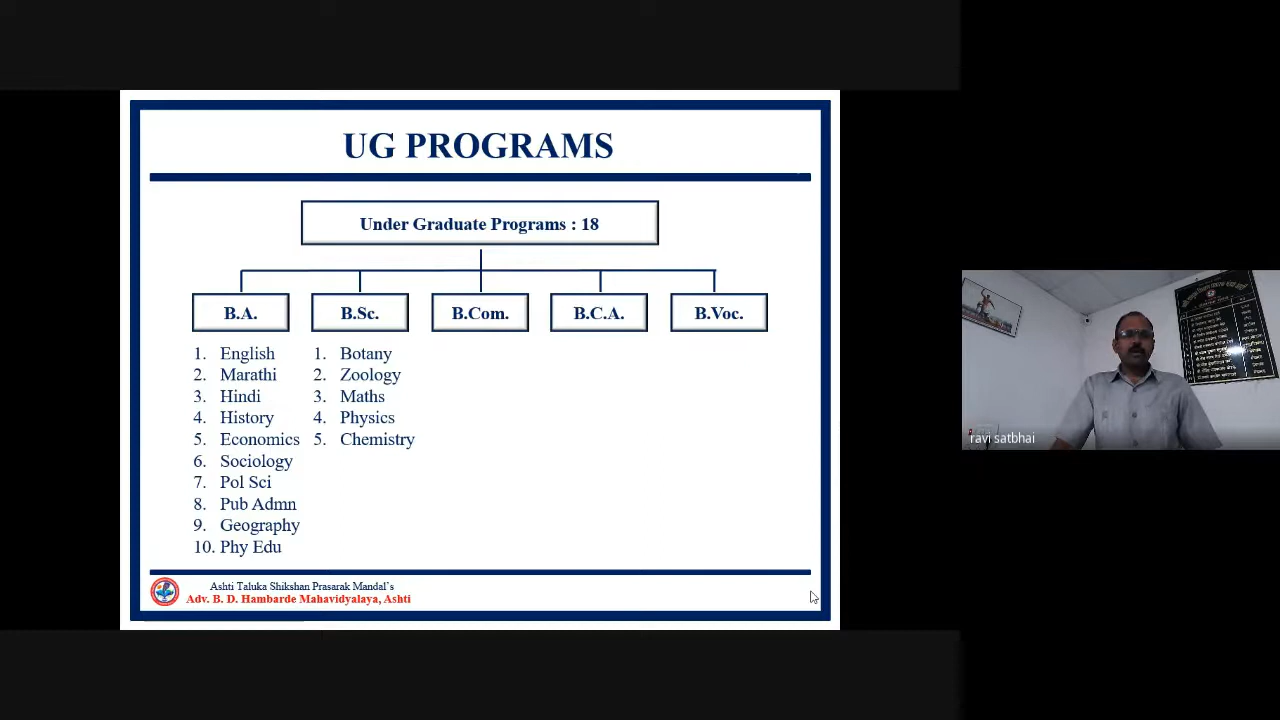 UG PROGRAMS
Under Graduate Programs : 18
B.A.
B.Sc.
B.Com.
B.C.A.
B.Voc.
1. English
2. Marathi
3. Hindi
4. History
5. Economics
6. Sociology
7. Pol Sci
8. Pub Admn
9. Geography
10. Phy Edu
1. Botany
2. Zoology
3. Maths
4. Physics
5. Chemistry
Ashti Taluka Shikshan Prasarak Mandal's
Adv. B. D. Hambarde Mahavidyalaya, Ashti
ravi satbhai